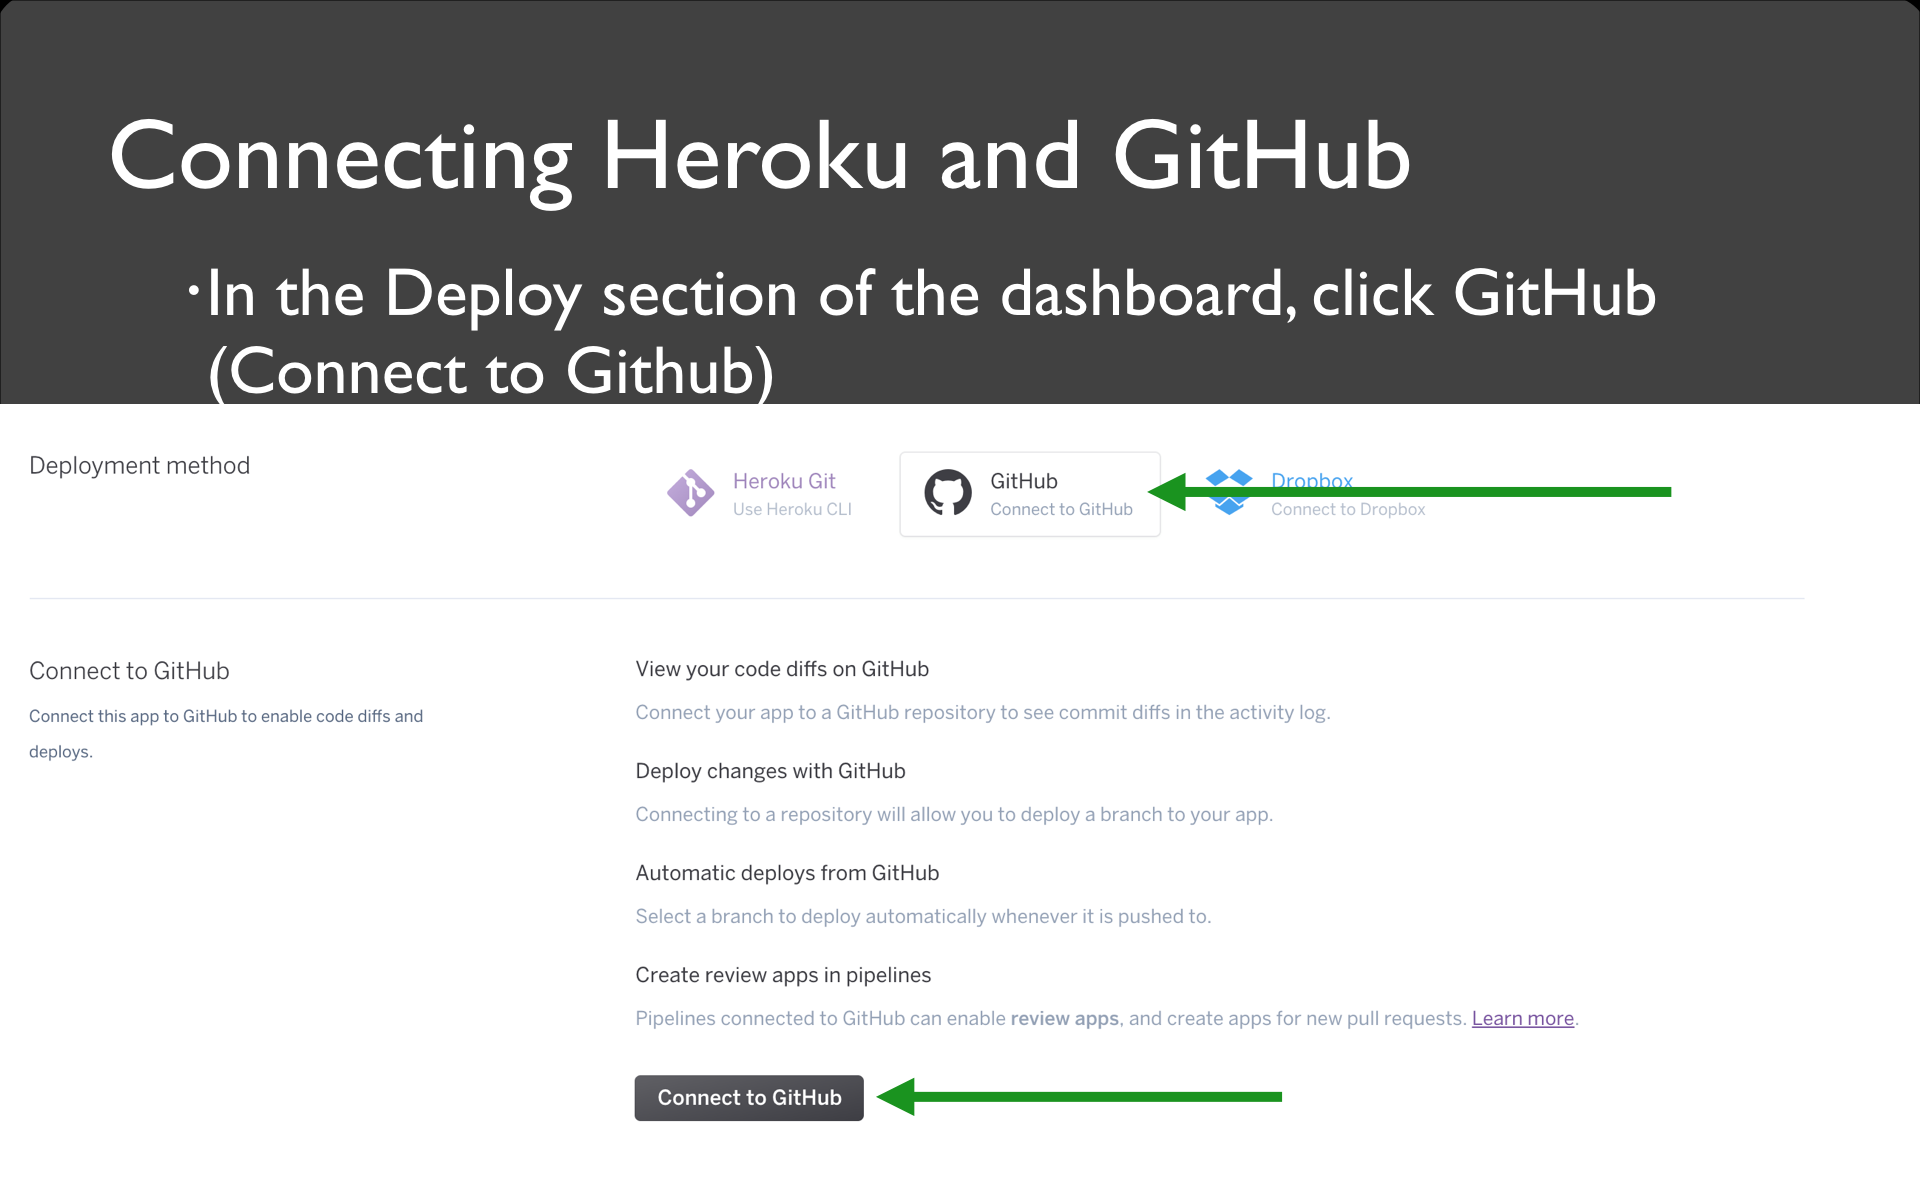 Connecting Heroku and GitHub
•In the Deploy section of the dashboard, click GitHub
(Connect to Github)
Deployment method
Heroku Git
Use Heroku CLI
GitHub
Connect to GitHub
Dropbox
Connect to Dropbox
Connect to GitHub
Connect this app to GitHub to enable code diffs and
deploys.
View your code diffs on GitHub
Connect your app to a GitHub repository to see commit diffs in the activity log.
Deploy changes with GitHub
Connecting to a repository will allow you to deploy a branch to your app.
Automatic deploys from GitHub
Select a branch to deploy automatically whenever it is pushed to.
Create review apps in pipelines
Pipelines connected to GitHub can enable review apps, and create apps for new pull requests. Learn more.
Connect to GitHub